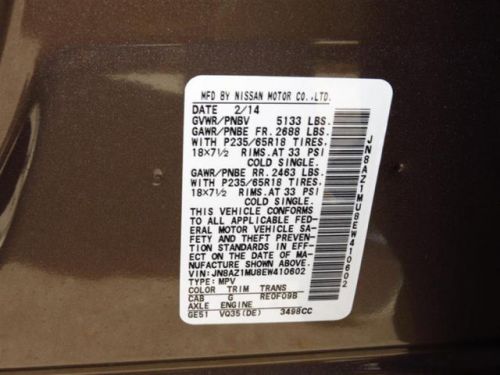 MFD BY NISSAN MOTOR CO.,LTD.
DATE 2/14
GVWR/PNBV 5133 LBS.
GAWR/PNBE FR. 2688 LBS.
WITH P235/65R18 TIRES,
18×7½ RIMS.AT 33 PSI
COLD SINGLE.
GAWR/PNBE RR. 2463 LBS.
WITH P235/65R18 TIRES,
18×7½ RIMS.AT 33 PSI
COLD SINGLE.
THIS VEHICLE CONFORMS
TO ALL APPLICABLE FED-
ERAL MOTOR VEHICLE SA-
FETY AND THEFT PREVEN-
TION STANDARDS IN EFF-
ECT ON THE DATE OF MA-
NUFACTURE SHOWN ABOVE.
VIN:JN8AZ1MU8EW410602
TYPE:MPV
COLOR TRIM TRANS
CAB G RE0F09B
AXLE ENGINE
GE51 VQ35(DE) 3498CC
JN8AZ1MU8EW410602